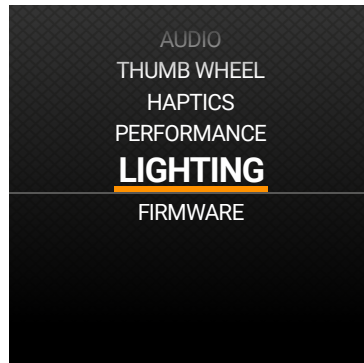 AUDIO
THUMB WHEEL
HAPTICS
PERFORMANCE
LIGHTING
FIRMWARE